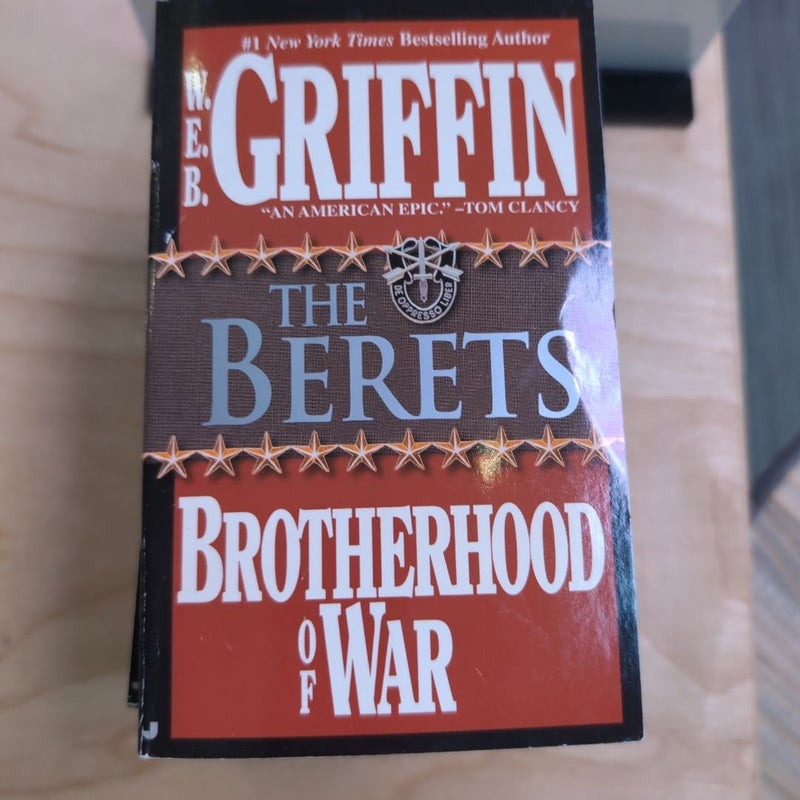 #1 New York Times Bestselling Author
W.E.B. GRIFFIN
"AN AMERICAN EPIC." –TOM CLANCY
DE OPPRESSO LIBER
THE
BERETS
BROTHERHOOD
OF WAR
J